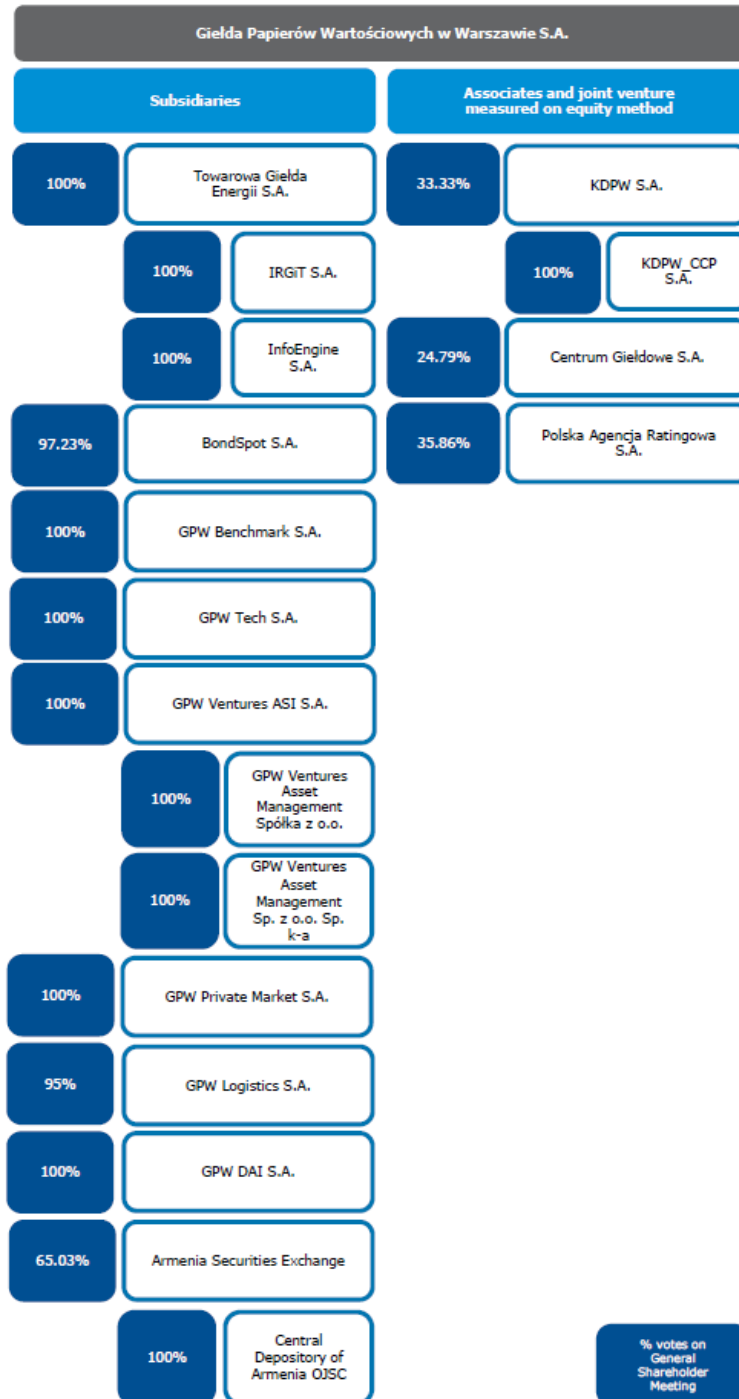 Giełda Papierów Wartościowych w Warszawie S.A.
Subsidiaries
100%
Towarowa Giełda
Energii S.A.
100%
IRGiT S.A.
100%
InfoEngine
S.A.
97.23%
BondSpot S.A.
100%
GPW Benchmark S.A.
100%
GPW Tech S.A.
100%
GPW Ventures ASI S.A.
100%
GPW Ventures
Asset
Management
Spółka z o.o.
100%
GPW Ventures
Asset
Management
Sp. z o.o. Sp.
k-a
100%
GPW Private Market S.A.
95%
GPW Logistics S.A.
100%
GPW DAI S.A.
65.03%
Armenia Securities Exchange
100%
Central
Depository of
Armenia OJSC
Associates and joint venture
measured on equity method
33.33%
KDPW S.A.
100%
KDPW_CCP
S.A.
24.79%
Centrum Giełdowe S.A.
35.86%
Polska Agencja Ratingowa
S.A.
% votes on
General
Shareholder
Meeting